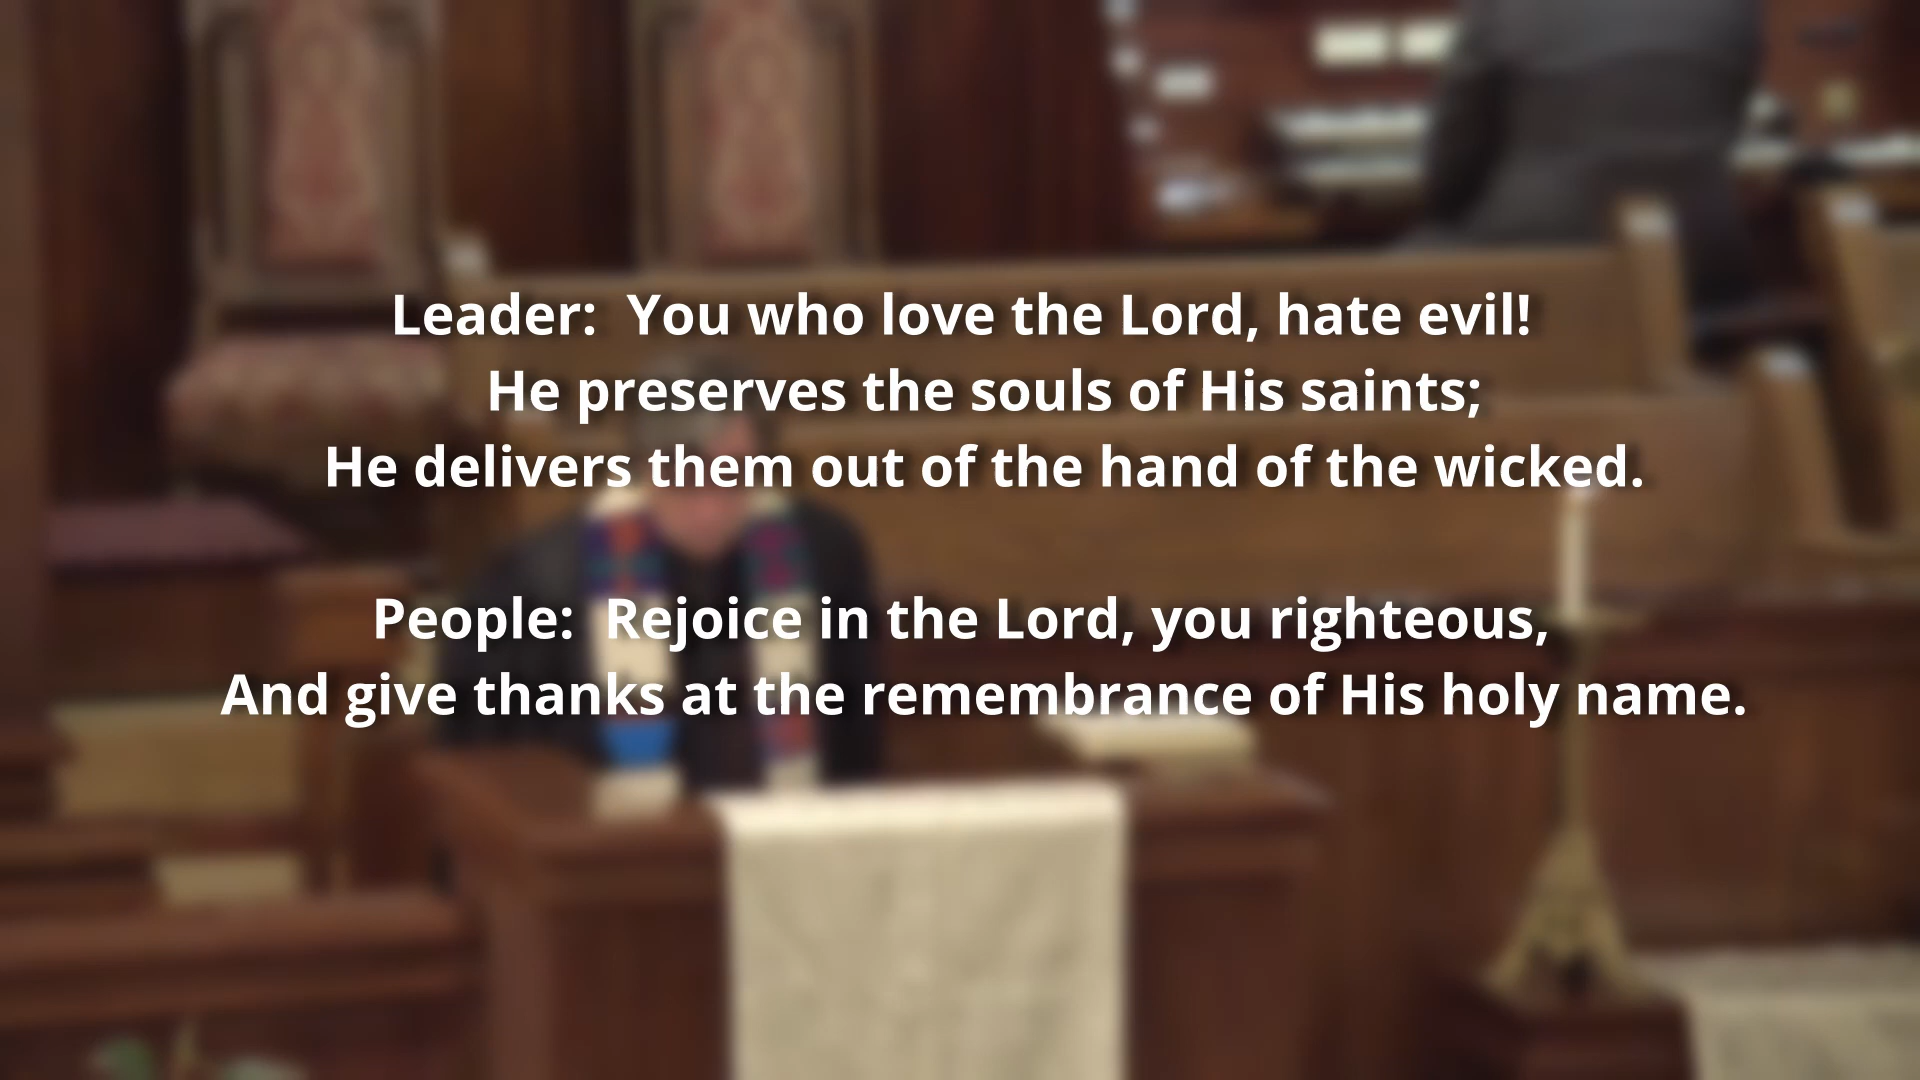 Leader:  You who love the Lord, hate evil!
He preserves the souls of His saints;
He delivers them out of the hand of the wicked.
People:  Rejoice in the Lord, you righteous,
And give thanks at the remembrance of His holy name.